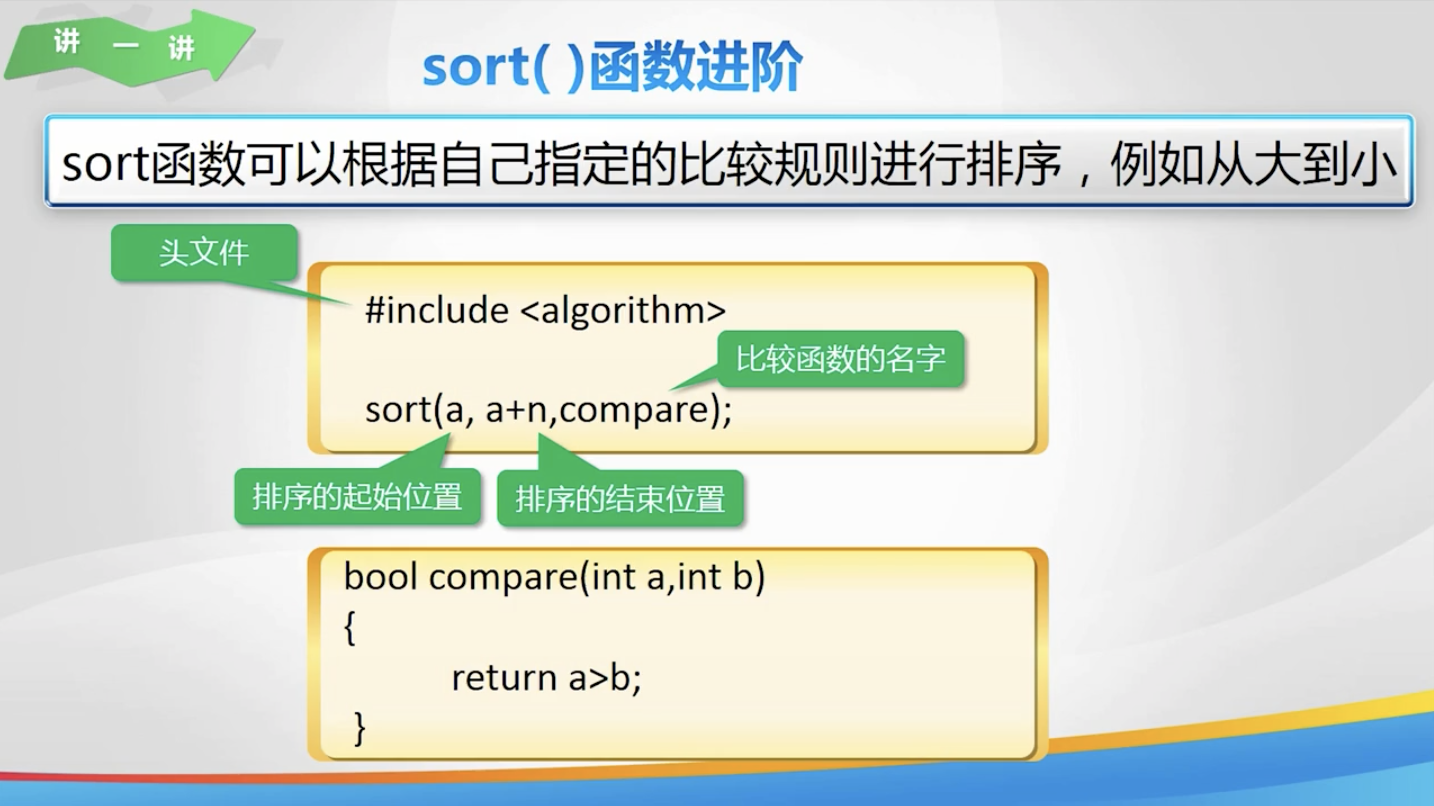 讲 一 讲
sort( )函数进阶
sort函数可以根据自己指定的比较规则进行排序，例如从大到小
头文件
#include <algorithm>
比较函数的名字
sort(a, a+n,compare);
排序的起始位置
排序的结束位置
bool compare(int a,int b)
{
return a>b;
}